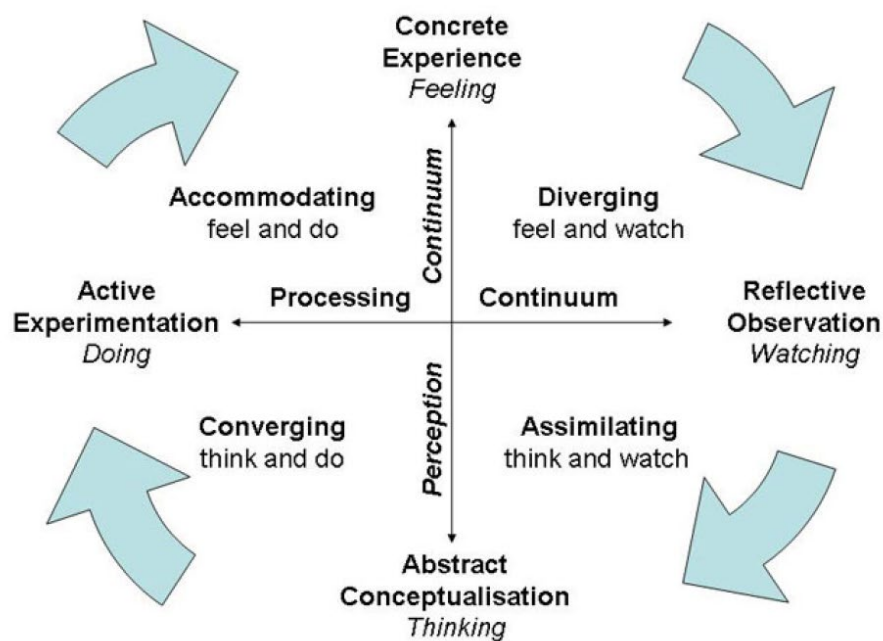 Concrete
Experience
Feeling
Accommodating
feel and do
Continuum
Diverging
feel and watch
Active
Experimentation
Doing
Processing
Continuum
Reflective
Observation
Watching
Converging
think and do
Perception
Assimilating
think and watch
Abstract
Conceptualisation
Thinking